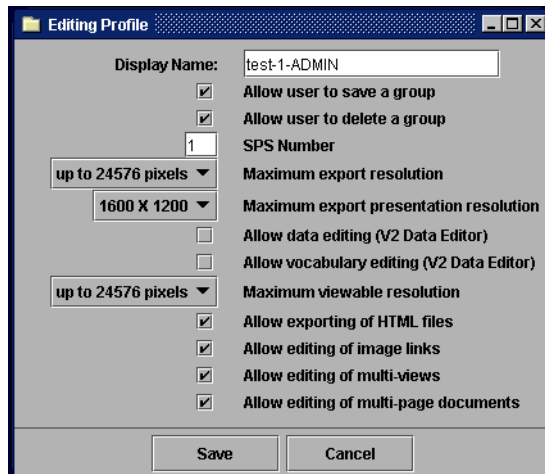 Editing Profile
Display Name: test-1-ADMIN
Allow user to save a group
Allow user to delete a group
1 SPS Number
up to 24576 pixels Maximum export resolution
1600 X 1200 Maximum export presentation resolution
Allow data editing (V2 Data Editor)
Allow vocabulary editing (V2 Data Editor)
up to 24576 pixels Maximum viewable resolution
Allow exporting of HTML files
Allow editing of image links
Allow editing of multi-views
Allow editing of multi-page documents
Save Cancel